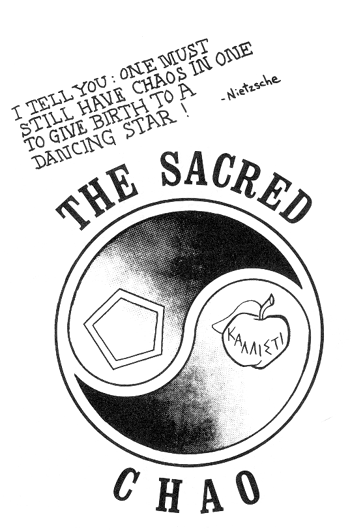 I TELL YOU: ONE MUST
STILL HAVE CHAOS IN ONE
TO GIVE BIRTH TO A
DANCING STAR!
-Nietzsche
THE SACRED
KAΛΛIΣTI
CHAO